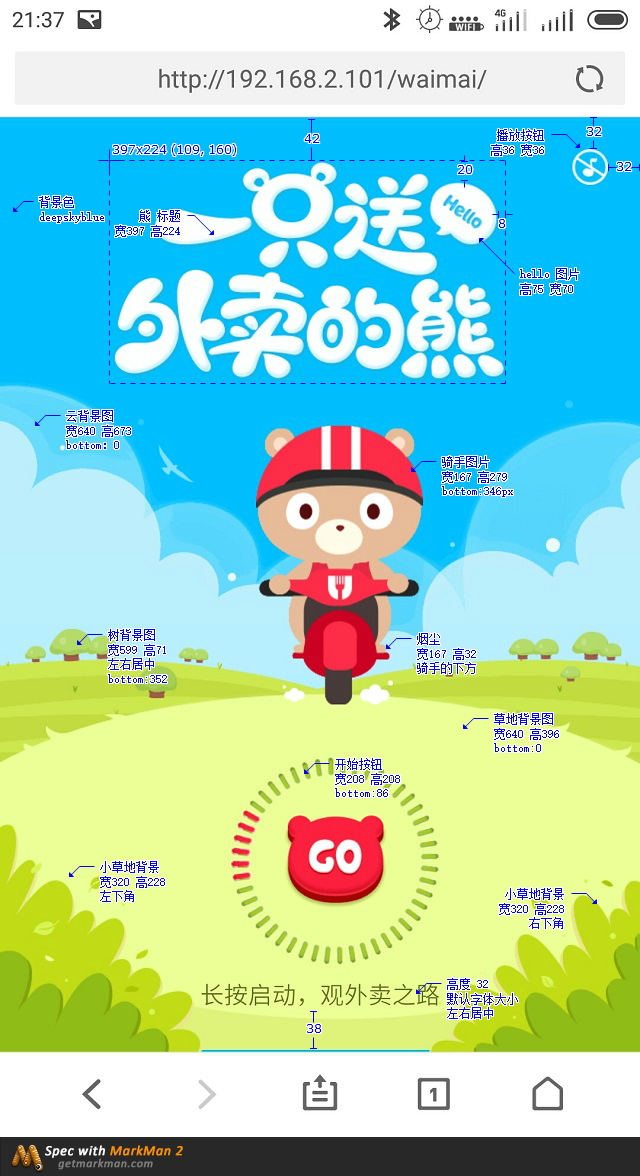 21:37
4G
WIFI
http://192.168.2.101/waimai/
42
播放按钮
高36 宽36
32
32
397x224 (109, 160)
20
背景色
deepskyblue
熊 标题
宽397 高224
一只送
Hello
8
hello 图片
高75 宽70
外卖的熊
云背景图
宽640 高673
bottom: 0
骑手图片
宽167 高279
bottom:346px
树背景图
宽599 高71
左右居中
bottom:352
烟尘
宽167 高32
骑手的下方
草地背景图
宽640 高396
bottom:0
开始按钮
宽208 高208
bottom:86
GO
小草地背景
宽320 高228
左下角
小草地背景
宽320 高228
右下角
长按启动，观外卖之路
高度 32
默认字体大小
左右居中
38
1
Spec with MarkMan 2
getmarkman.com